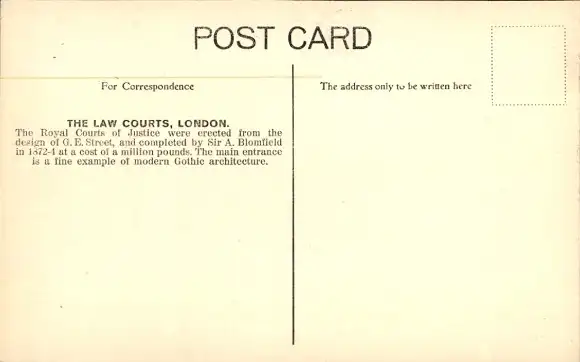 POST CARD
For Correspondence
The address only to be written here
THE LAW COURTS, LONDON.
The Royal Courts of Justice were erected from the
design of G. E. Street, and completed by Sir A. Blomfield
in 1872-4 at a cost of a million pounds. The main entrance
is a fine example of modern Gothic architecture.